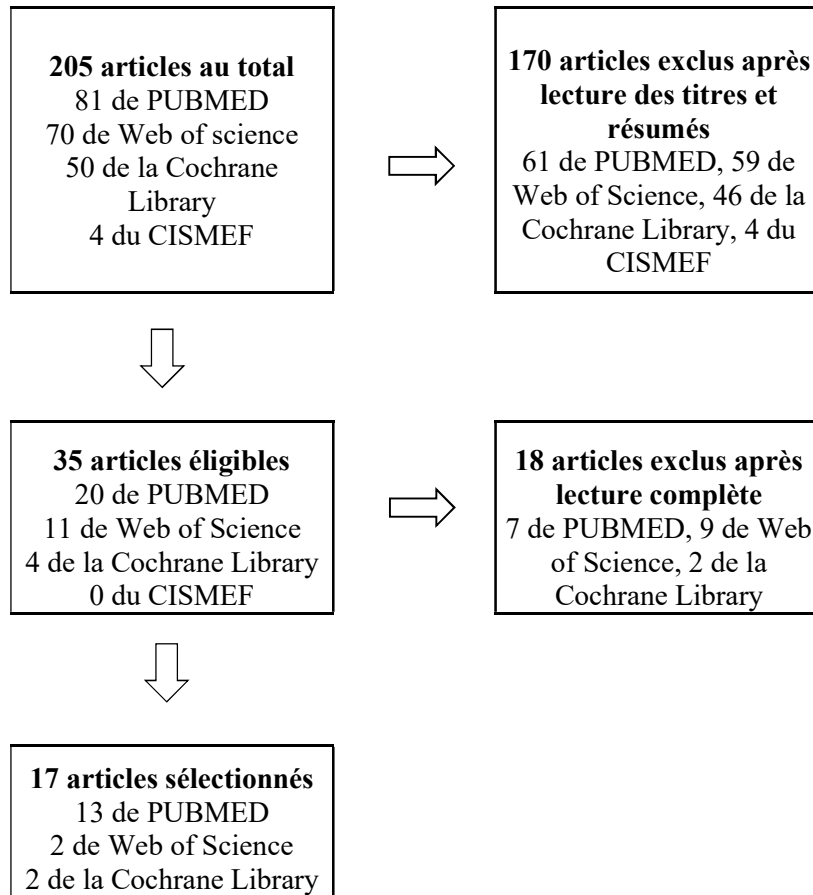 205 articles au total
81 de PUBMED
70 de Web of science
50 de la Cochrane
Library
4 du CISMEF
170 articles exclus après
lecture des titres et
résumés
61 de PUBMED, 59 de
Web of Science, 46 de la
Cochrane Library, 4 du
CISMEF
35 articles éligibles
20 de PUBMED
11 de Web of Science
4 de la Cochrane Library
0 du CISMEF
18 articles exclus après
lecture complète
7 de PUBMED, 9 de Web
of Science, 2 de la
Cochrane Library
17 articles sélectionnés
13 de PUBMED
2 de Web of Science
2 de la Cochrane Library